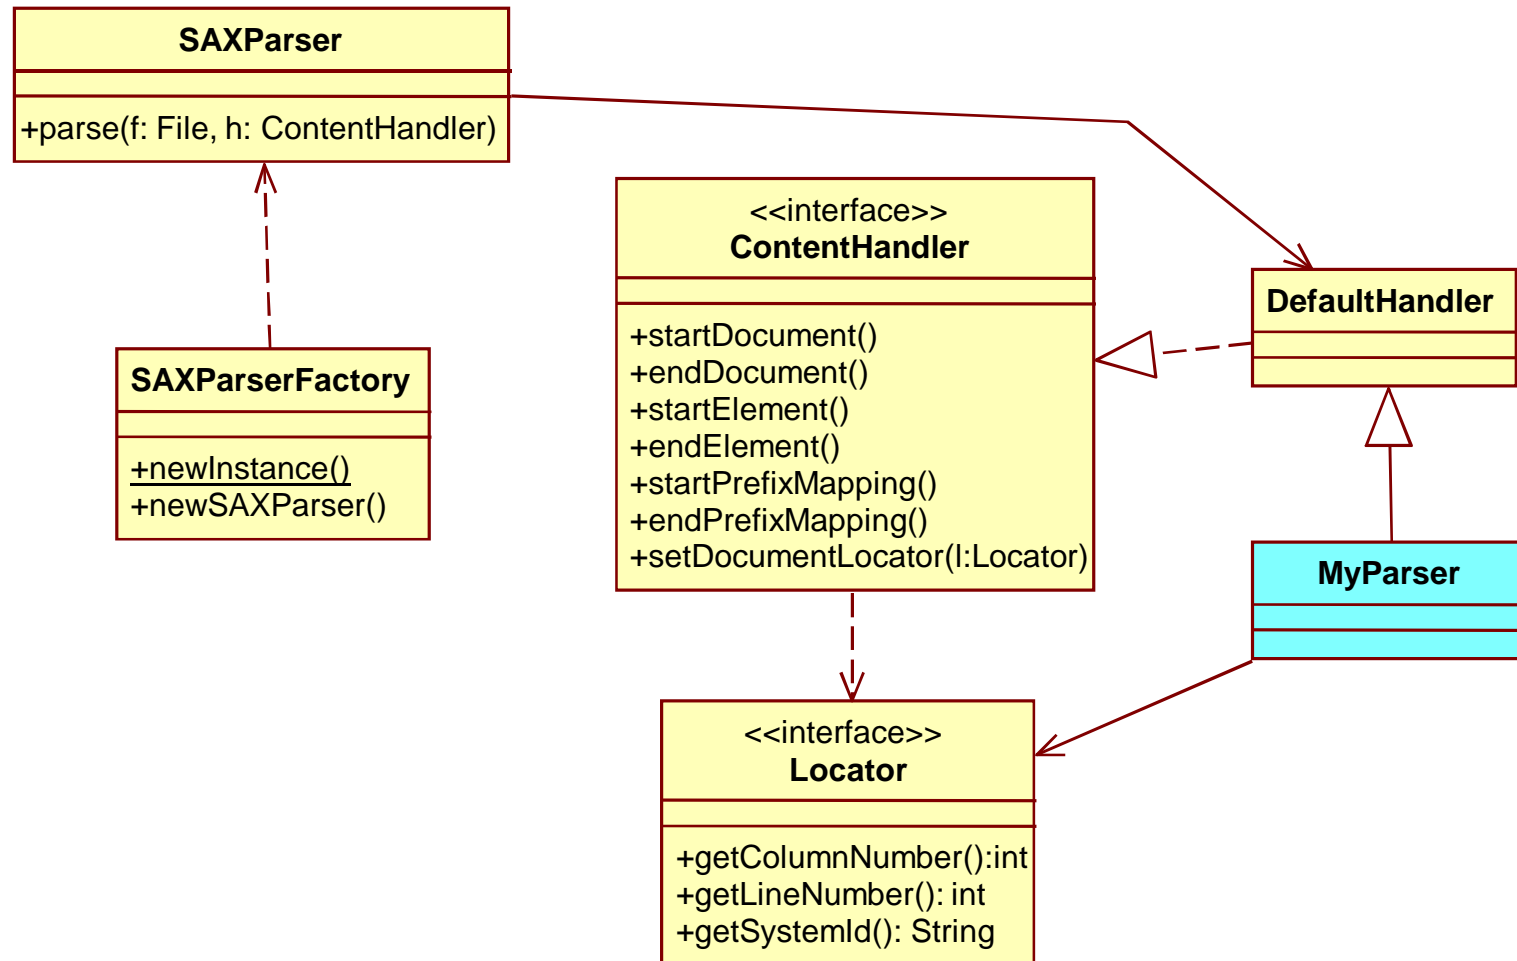 SAXParser
+parse(f: File, h: ContentHandler)
<<interface>>
ContentHandler
+startDocument()
+endDocument()
+startElement()
+endElement()
+startPrefixMapping()
+endPrefixMapping()
+setDocumentLocator(l:Locator)
DefaultHandler
SAXParserFactory
+newInstance()
+newSAXParser()
MyParser
<<interface>>
Locator
+getColumnNumber():int
+getLineNumber(): int
+getSystemId(): String